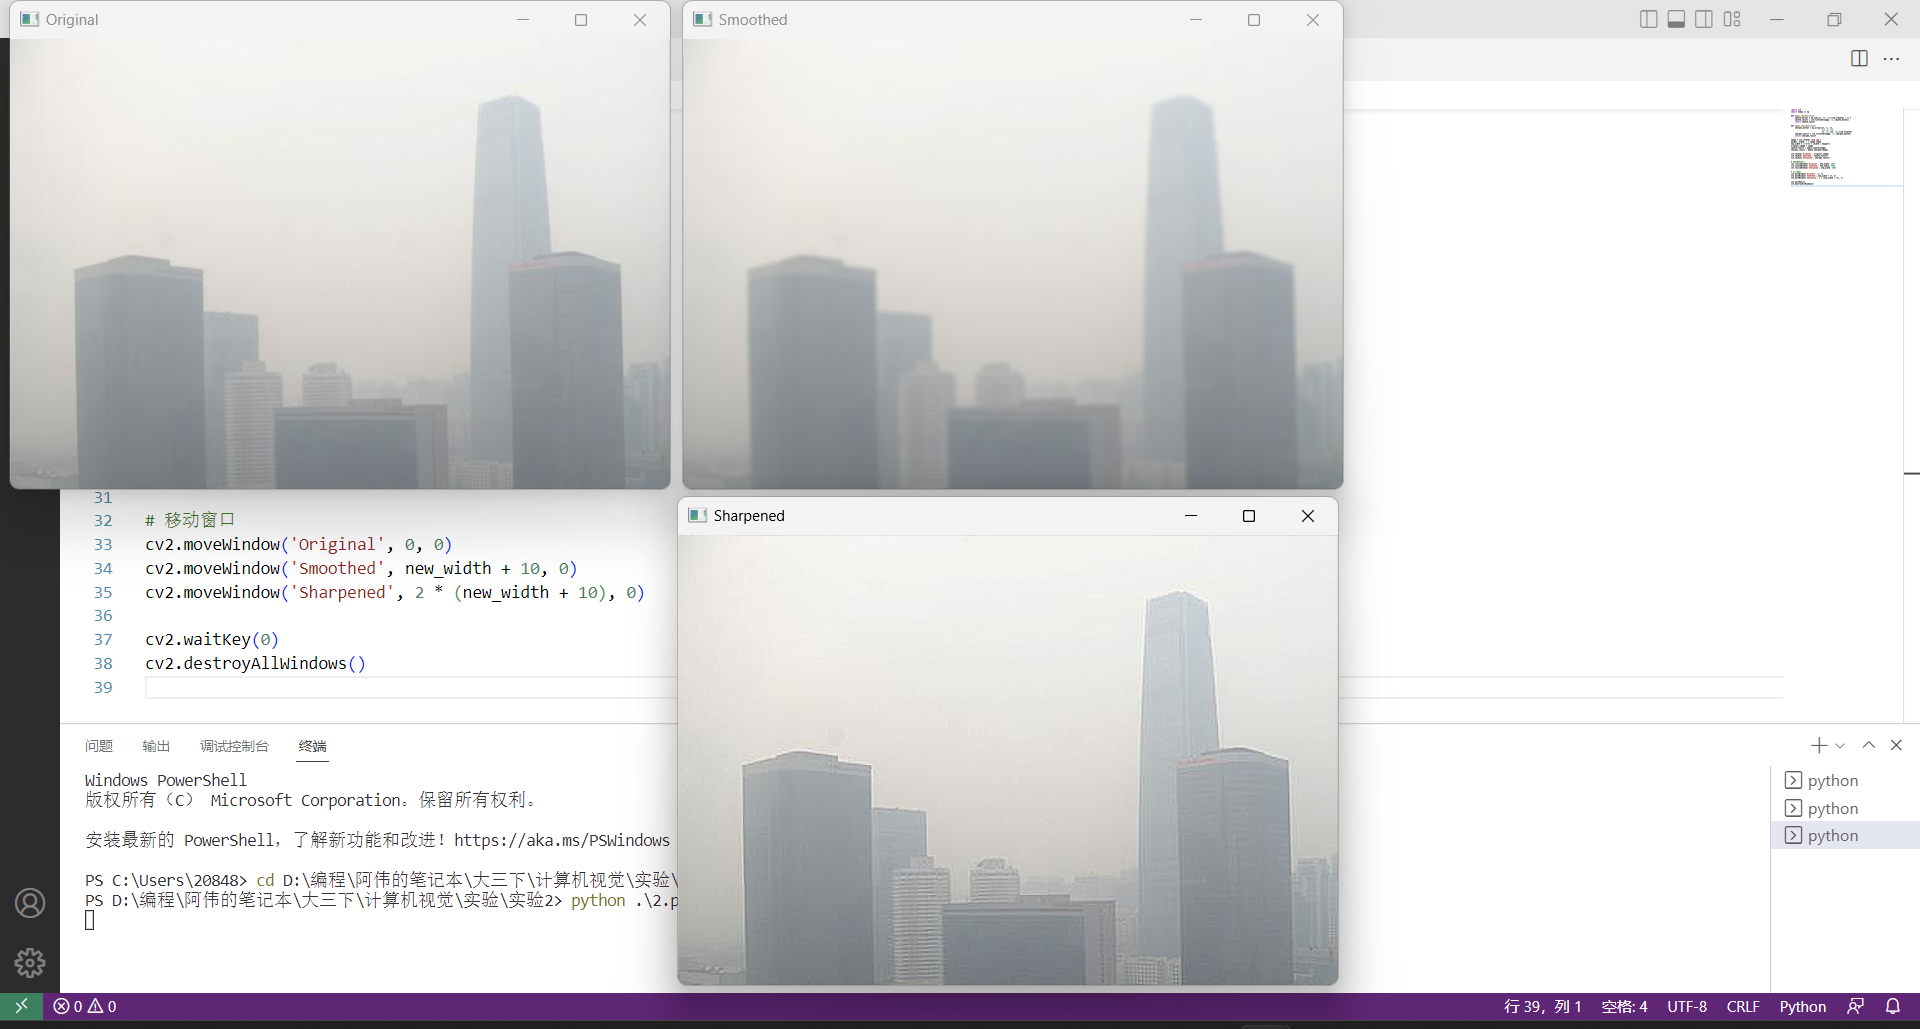 Original
Smoothed
31
32 # 移动窗口
33 cv2.moveWindow('Original', 0, 0)
34 cv2.moveWindow('Smoothed', new_width + 10, 0)
35 cv2.moveWindow('Sharpened', 2 * (new_width + 10), 0)
36
37 cv2.waitKey(0)
38 cv2.destroyAllWindows()
39
Sharpened
问题 输出 调试控制台 终端
Windows PowerShell
版权所有（C） Microsoft Corporation。保留所有权利。
安装最新的 PowerShell，了解新功能和改进！https://aka.ms/PSWindows
PS C:\Users\20848> cd D:\编程\阿伟的笔记本\大三下\计算机视觉\实验\
PS D:\编程\阿伟的笔记本\大三下\计算机视觉\实验\实验2> python .\2.p
python
python
python
0 0 行 39，列 1 空格: 4 UTF-8 CRLF Python